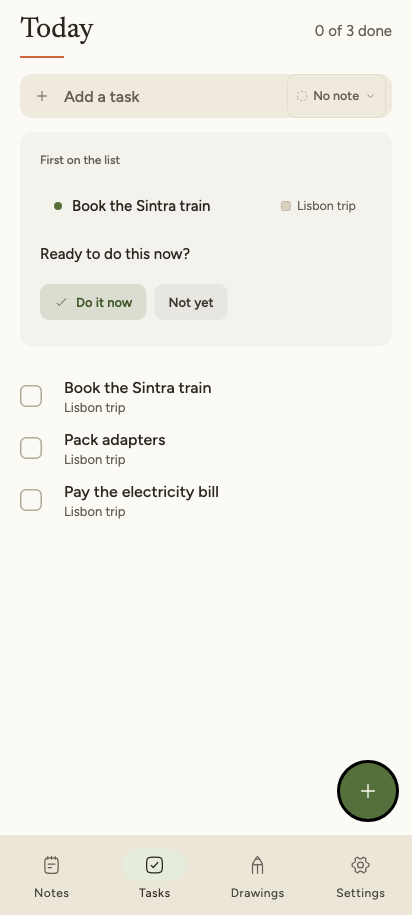 Today
0 of 3 done
Add a task
No note
First on the list
Book the Sintra train
Lisbon trip
Ready to do this now?
Do it now
Not yet
Book the Sintra train
Lisbon trip
Pack adapters
Lisbon trip
Pay the electricity bill
Lisbon trip
Notes
Tasks
Drawings
Settings